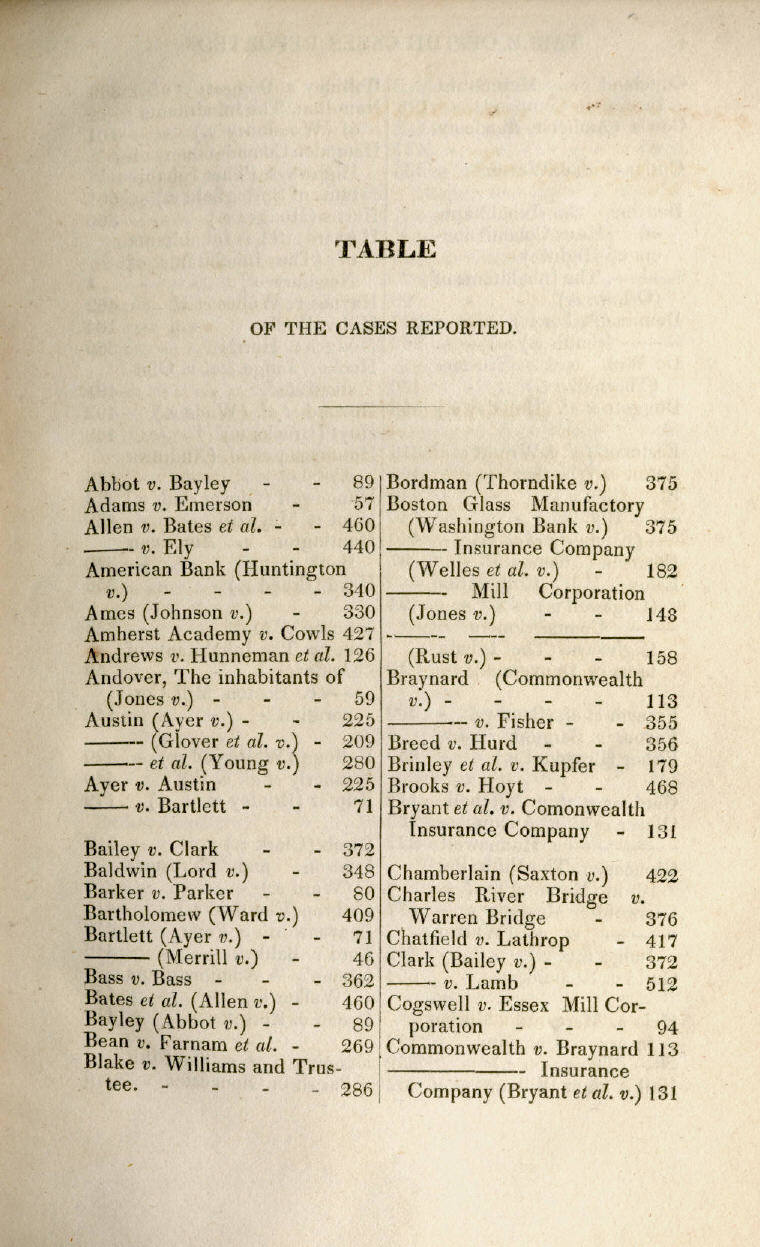 TABLE
OF THE CASES REPORTED.
Abbot v. Bayley - - 89
Adams v. Emerson - 57
Allen v. Bates et al. - - 460
——— v. Ely - - 440
American Bank (Huntington
v.) - - - - 340
Ames (Johnson v.) - 330
Amherst Academy v. Cowls 427
Andrews v. Hunneman et al. 126
Andover, The inhabitants of
(Jones v.) - - - 59
Austin (Ayer v.) - - 225
——— (Glover et al. v.) - 209
——— et al. (Young v.) 280
Ayer v. Austin - - 225
——— v. Bartlett - - 71
Bailey v. Clark - - 372
Baldwin (Lord v.) - 348
Barker v. Parker - - 80
Bartholomew (Ward v.) 409
Bartlett (Ayer v.) - - 71
——— (Merrill v.) - 46
Bass v. Bass - - - 362
Bates et al. (Allen v.) - 460
Bayley (Abbot v.) - - 89
Bean v. Farnam et al. - 269
Blake v. Williams and Trus-
tee. - - - - 286
Bordman (Thorndike v.) 375
Boston Glass Manufactory
(Washington Bank v.) 375
——— Insurance Company
(Welles et al. v.) - 182
——— Mill Corporation
(Jones v.) - - 143
——— —— ————
(Rust v.) - - - 158
Braynard (Commonwealth
v.) - - - - 113
———— v. Fisher - - 355
Breed v. Hurd - - 356
Brinley et al. v. Kupfer - 179
Brooks v. Hoyt - - 468
Bryant et al. v. Comonwealth
Insurance Company - 131
Chamberlain (Saxton v.) 422
Charles River Bridge v.
Warren Bridge - 376
Chatfield v. Lathrop - 417
Clark (Bailey v.) - - 372
——— v. Lamb - - 512
Cogswell v. Essex Mill Cor-
poration - - - 94
Commonwealth v. Braynard 113
————— Insurance
Company (Bryant et al. v.) 131